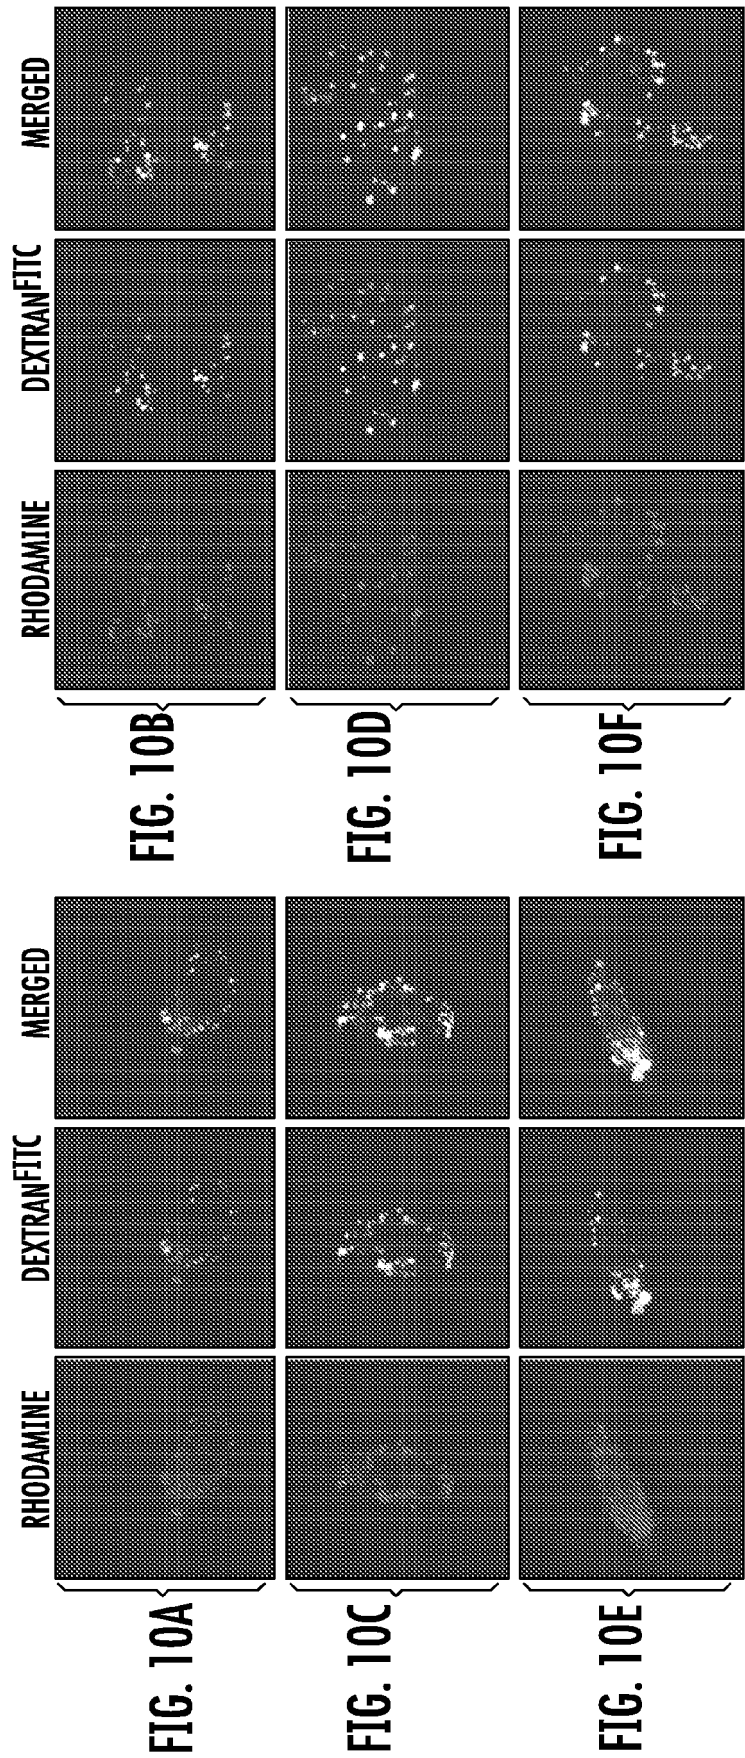 RHODAMINE DEXTRANFITC MERGED
FIG. 10A
FIG. 10C
FIG. 10E
RHODAMINE DEXTRANFITC MERGED
FIG. 10B
FIG. 10D
FIG. 10F